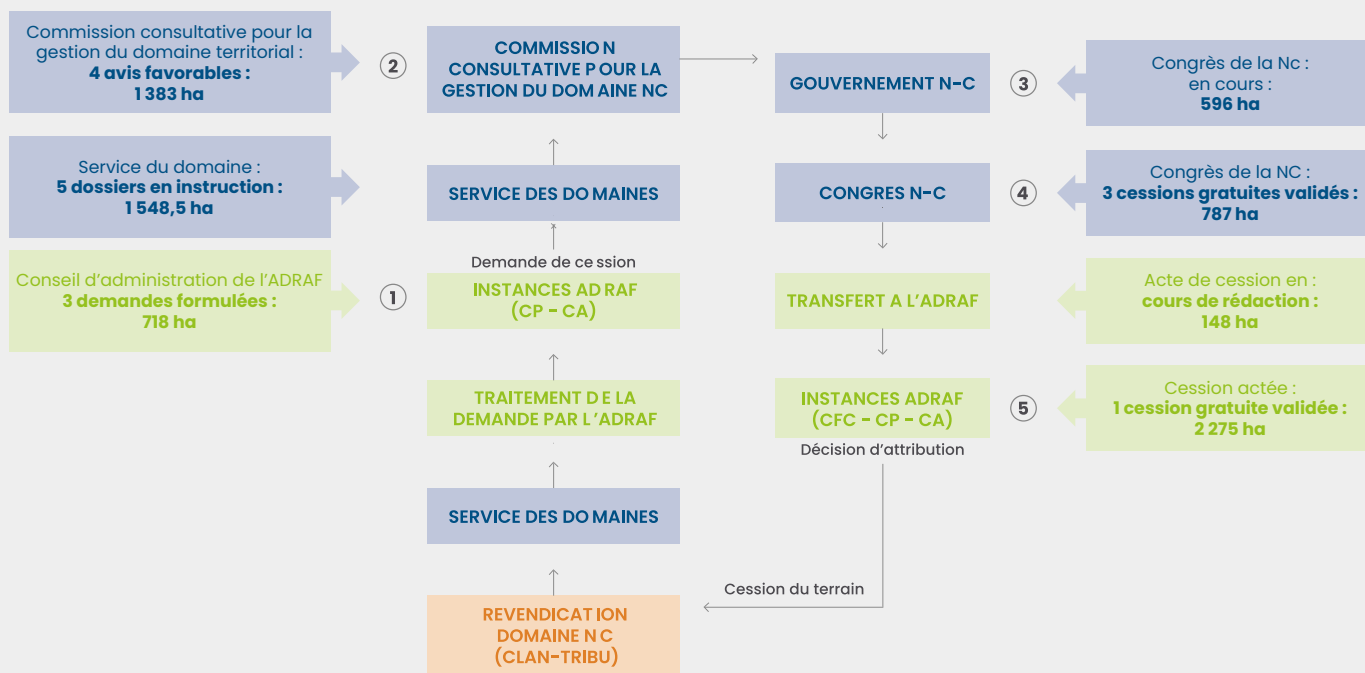 Commission consultative pour la
gestion du domaine territorial :
4 avis favorables :
1 383 ha
2
COMMISSIO N
CONSULTATIVE P OUR LA
GESTION DU DOM AINE NC
GOUVERNEMENT N-C
3
Congrès de la Nc :
en cours :
596 ha
Service du domaine :
5 dossiers en instruction :
1 548,5 ha
SERVICE DES DO MAINES
CONGRES N-C
4
Congrès de la NC :
3 cessions gratuites validés :
787 ha
Demande de ce ssion
Conseil d'administration de l'ADRAF
3 demandes formulées :
718 ha
1
INSTANCES AD RAF
(CP - CA)
TRANSFERT A L'ADRAF
Acte de cession en :
cours de rédaction :
148 ha
TRAITEMENT D E LA
DEMANDE PAR L 'ADRAF
INSTANCES ADRAF
(CFC - CP - CA)
5
Cession actée :
1 cession gratuite validée :
2 275 ha
Décision d'attribution
SERVICE DES DO MAINES
Cession du terrain
REVENDICAT ION
DOMAINE N C
(CLAN-TRIBU)